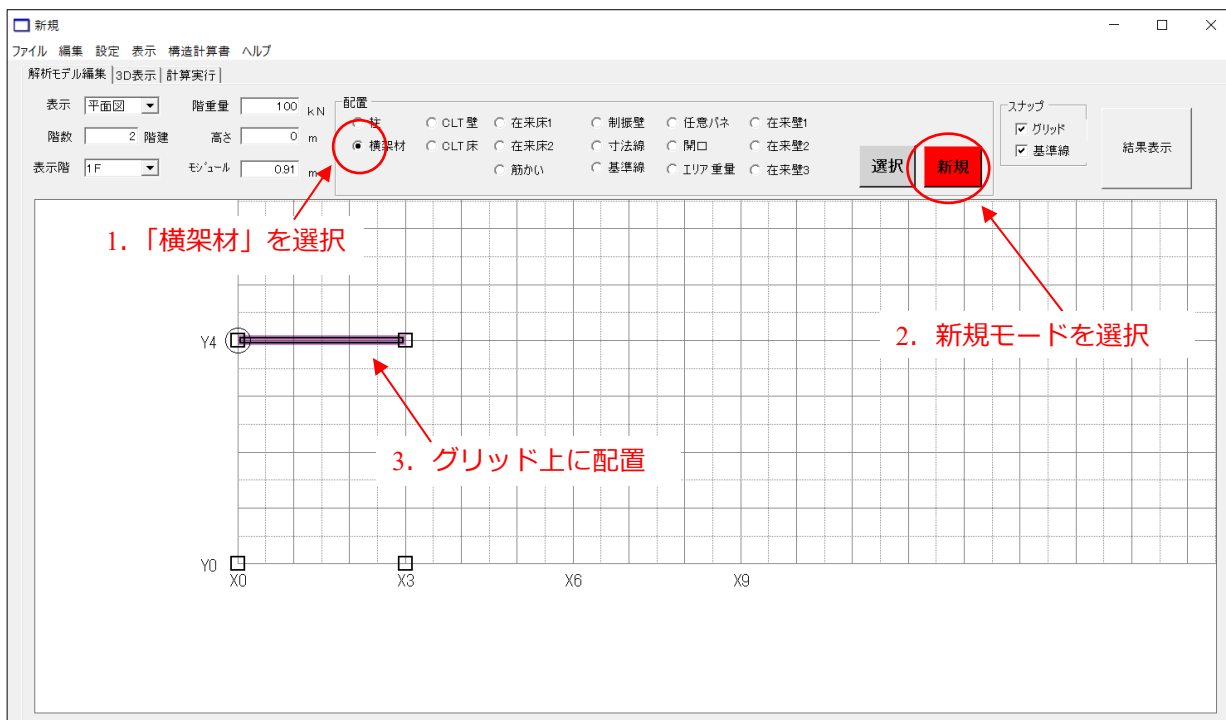 新規
ファイル 編集 設定 表示 構造計算書 ヘルプ
解析モデル編集 3D表示 計算実行
表示 平面図 階重量 100 kN
階数 2 階建 高さ 0 m
表示階 1F モジュール 0.91 m
配置
柱 CLT壁 在来床1 制振壁 任意バネ 在来壁1
横架材 CLT床 在来床2 寸法線 開口 在来壁2
筋かい 基準線 エリア重量 在来壁3
選択 新規
スナップ
グリッド
基準線
結果表示
1. 「横架材」を選択
2. 新規モードを選択
Y4
3. グリッド上に配置
Y0
X0 X3 X6 X9